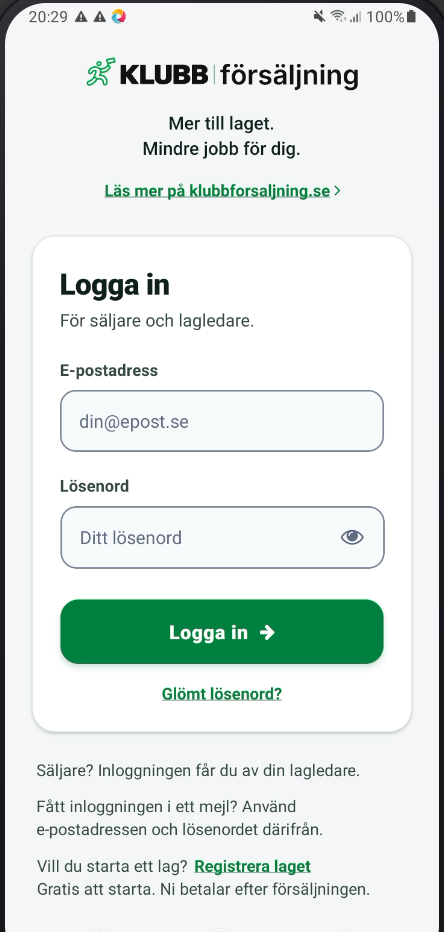 20:29
100%
KLUBB försäljning
Mer till laget.
Mindre jobb för dig.
Läs mer på klubbforsaljning.se
Logga in
För säljare och lagledare.
E-postadress
din@epost.se
Lösenord
Ditt lösenord
Logga in
Glömt lösenord?
Säljare? Inloggningen får du av din lagledare.
Fått inloggningen i ett mejl? Använd
e-postadressen och lösenordet därifrån.
Vill du starta ett lag? Registrera laget
Gratis att starta. Ni betalar efter försäljningen.